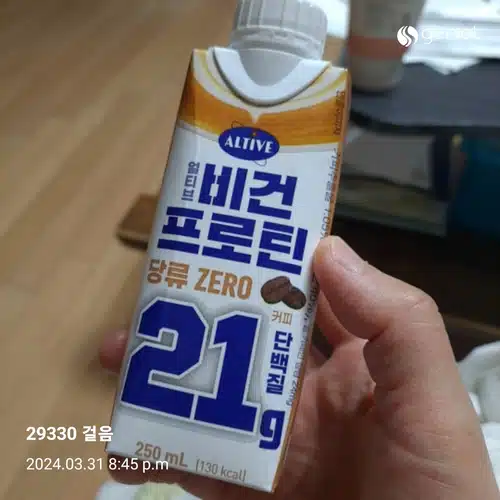 geniet
ALTIVE
얼티브
비건
프로틴
당류 ZERO
커피
단백질
21g
250 mL (130 kcal)
29330 걸음
2024.03.31 8:45 p.m